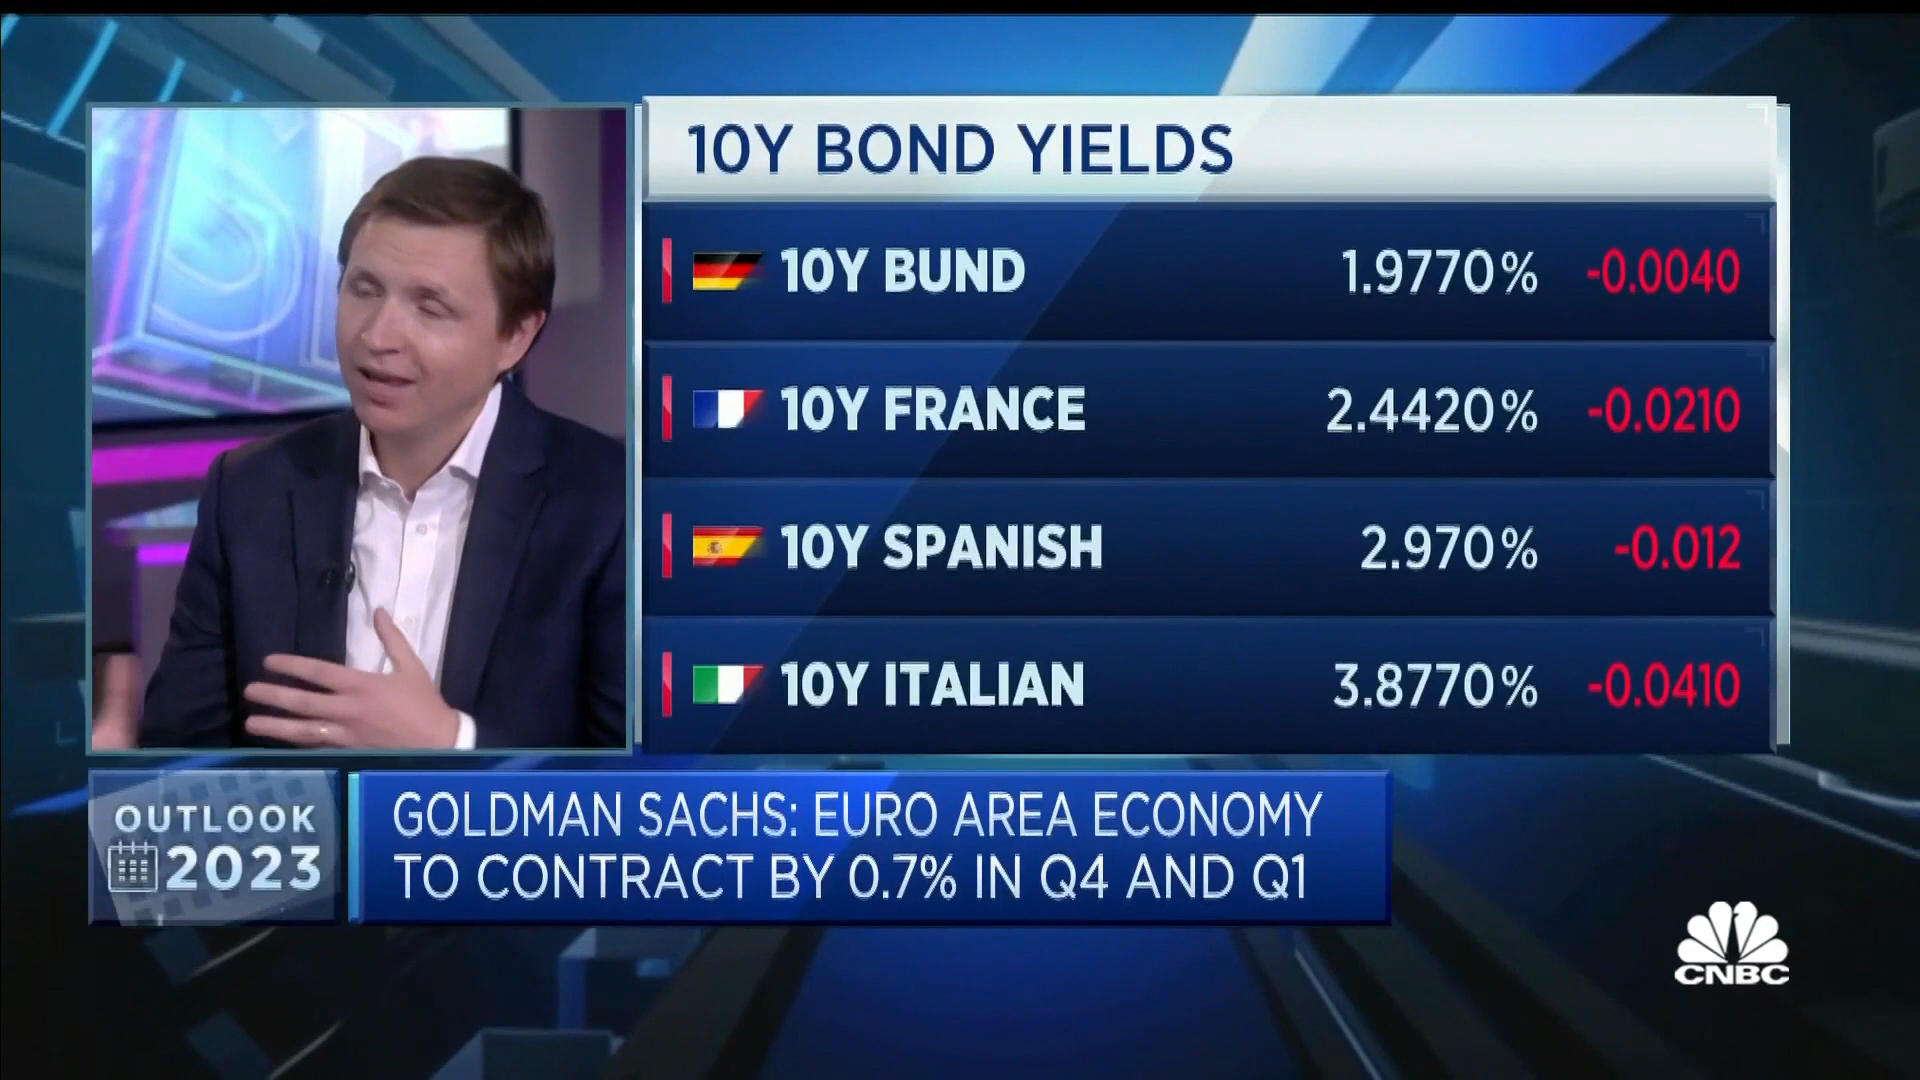 10Y BOND YIELDS
10Y BUND 1.9770% -0.0040
10Y FRANCE 2.4420% -0.0210
10Y SPANISH 2.970% -0.012
10Y ITALIAN 3.8770% -0.0410
OUTLOOK
2023
GOLDMAN SACHS: EURO AREA ECONOMY
TO CONTRACT BY 0.7% IN Q4 AND Q1
CNBC